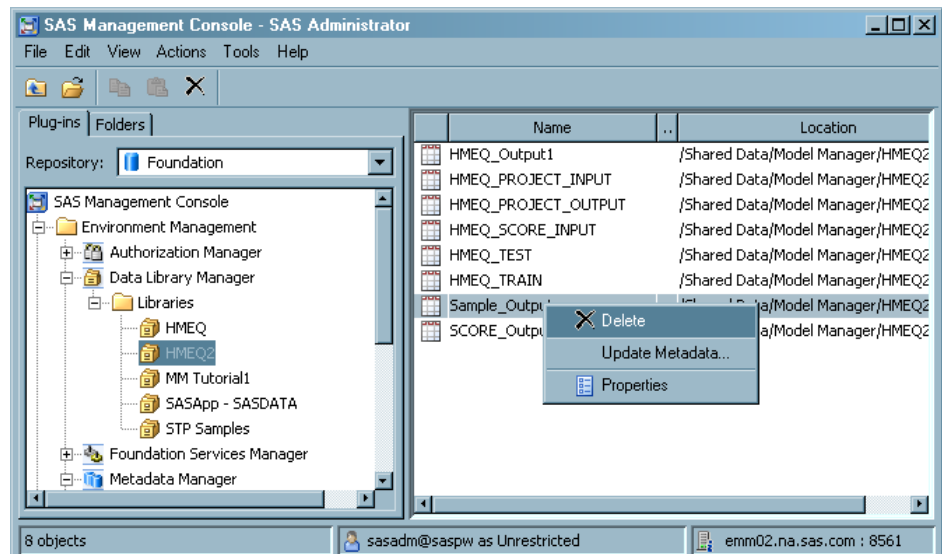 SAS Management Console - SAS Administrator
File Edit View Actions Tools Help
Plug-ins Folders
Repository: Foundation
SAS Management Console
Environment Management
Authorization Manager
Data Library Manager
Libraries
HMEQ
HMEQ2
MM Tutorial1
SASApp - SASDATA
STP Samples
Foundation Services Manager
Metadata Manager
Name .. Location
HMEQ_Output1 /Shared Data/Model Manager/HMEQ2
HMEQ_PROJECT_INPUT /Shared Data/Model Manager/HMEQ2
HMEQ_PROJECT_OUTPUT /Shared Data/Model Manager/HMEQ2
HMEQ_SCORE_INPUT /Shared Data/Model Manager/HMEQ2
HMEQ_TEST /Shared Data/Model Manager/HMEQ2
HMEQ_TRAIN /Shared Data/Model Manager/HMEQ2
Sample_Outpu /Shared Data/Model Manager/HMEQ2
SCORE_Outpu a/Model Manager/HMEQ2
Delete
Update Metadata...
Properties
8 objects sasadm@saspw as Unrestricted emm02.na.sas.com : 8561